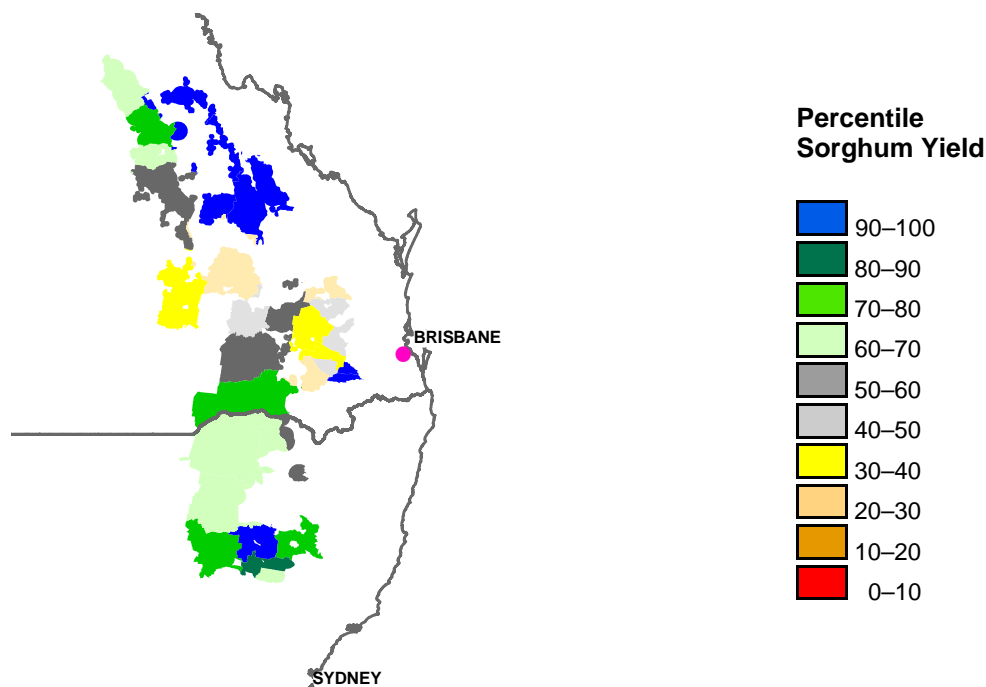 Percentile
Sorghum Yield
90–100
80–90
70–80
60–70
50–60
40–50
30–40
20–30
10–20
0–10
BRISBANE
SYDNEY